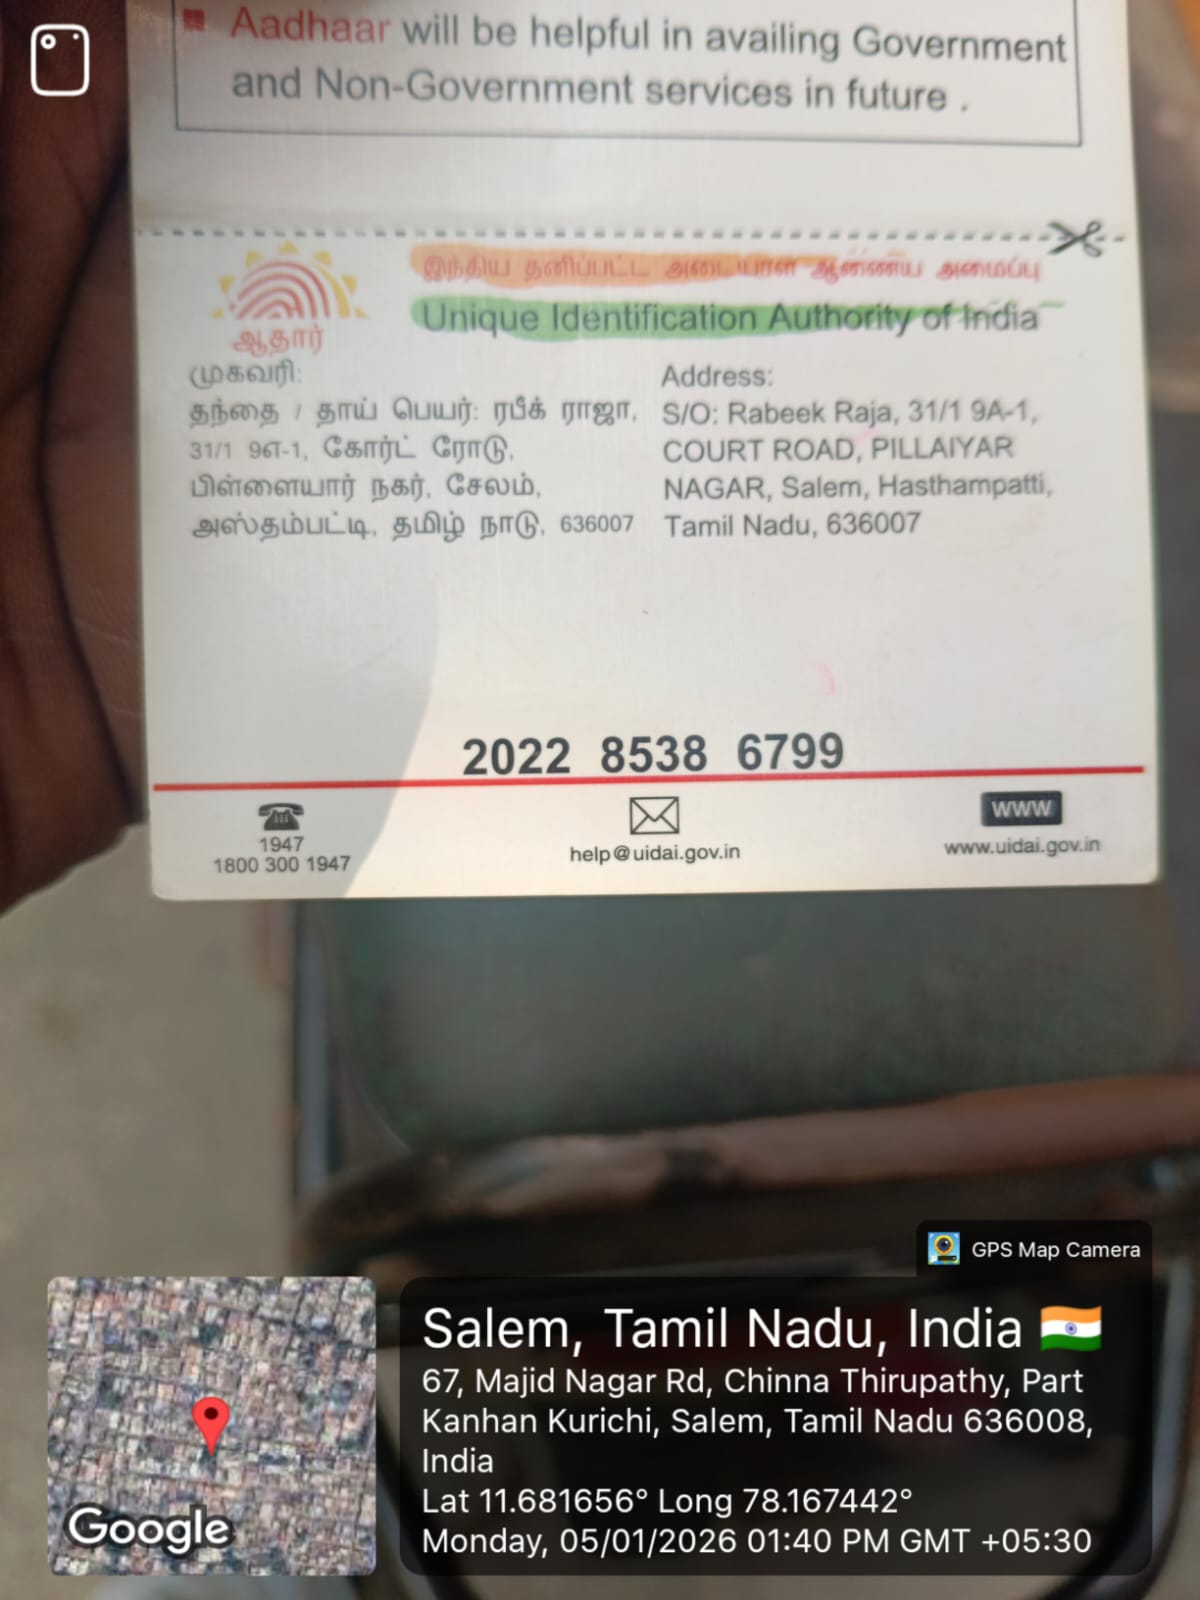 Aadhaar will be helpful in availing Government
and Non-Government services in future .
இந்திய தனிப்பட்ட அடையாள ஆணைய அமைப்பு
Unique Identification Authority of India
ஆதார்
முகவரி:
தந்தை / தாய் பெயர்: ரபீக் ராஜா,
31/1 9எ-1, கோர்ட் ரோடு,
பிள்ளையார் நகர், சேலம்,
அஸ்தம்பட்டி, தமிழ் நாடு, 636007
Address:
S/O: Rabeek Raja, 31/1 9A-1,
COURT ROAD, PILLAIYAR
NAGAR, Salem, Hasthampatti,
Tamil Nadu, 636007
2022 8538 6799
1947
1800 300 1947
help@uidai.gov.in
WWW
www.uidai.gov.in
GPS Map Camera
Google
Salem, Tamil Nadu, India
67, Majid Nagar Rd, Chinna Thirupathy, Part
Kanhan Kurichi, Salem, Tamil Nadu 636008,
India
Lat 11.681656° Long 78.167442°
Monday, 05/01/2026 01:40 PM GMT +05:30